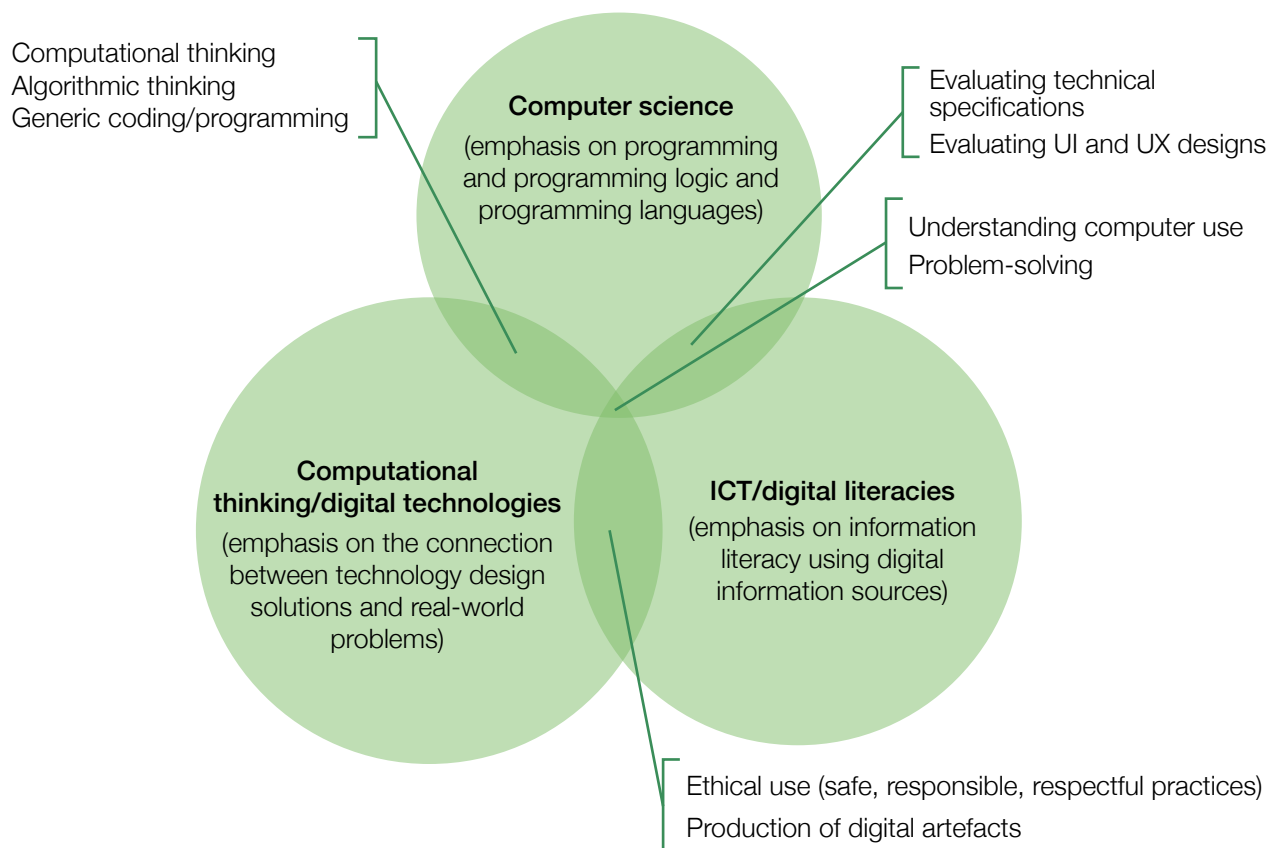 Computational thinking
Algorithmic thinking
Generic coding/programming
Computer science
(emphasis on programming
and programming logic and
programming languages)
Evaluating technical
specifications
Evaluating UI and UX designs
Understanding computer use
Problem-solving
Computational
thinking/digital technologies
(emphasis on the connection
between technology design
solutions and real-world
problems)
ICT/digital literacies
(emphasis on information
literacy using digital
information sources)
Ethical use (safe, responsible, respectful practices)
Production of digital artefacts